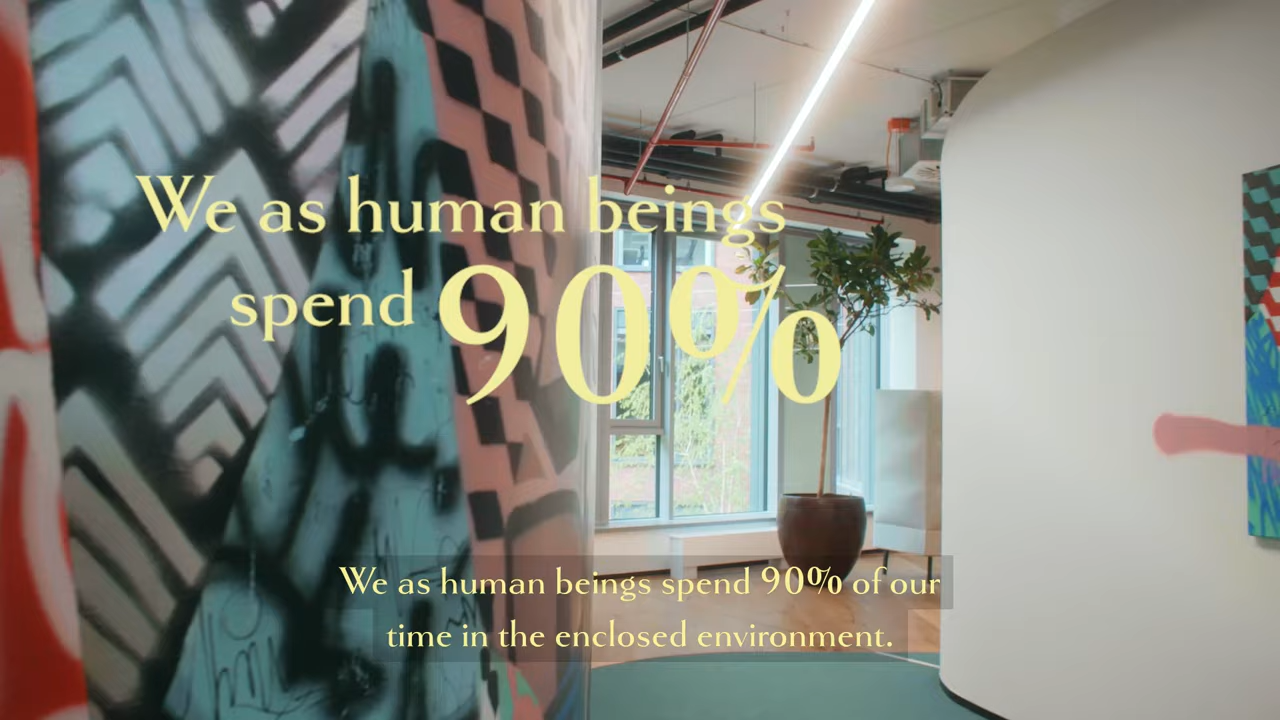 We as human beings
spend 90%
We as human beings spend 90% of our
time in the enclosed environment.